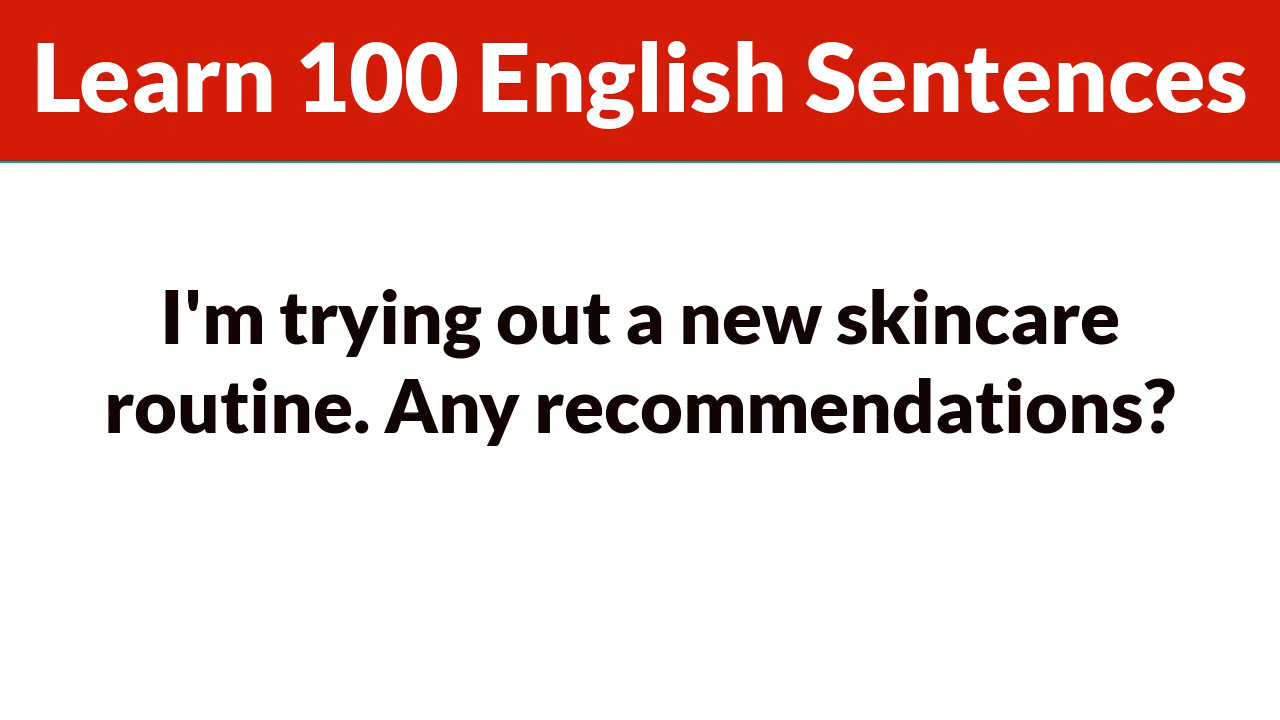 Learn 100 English Sentences
I'm trying out a new skincare
routine. Any recommendations?